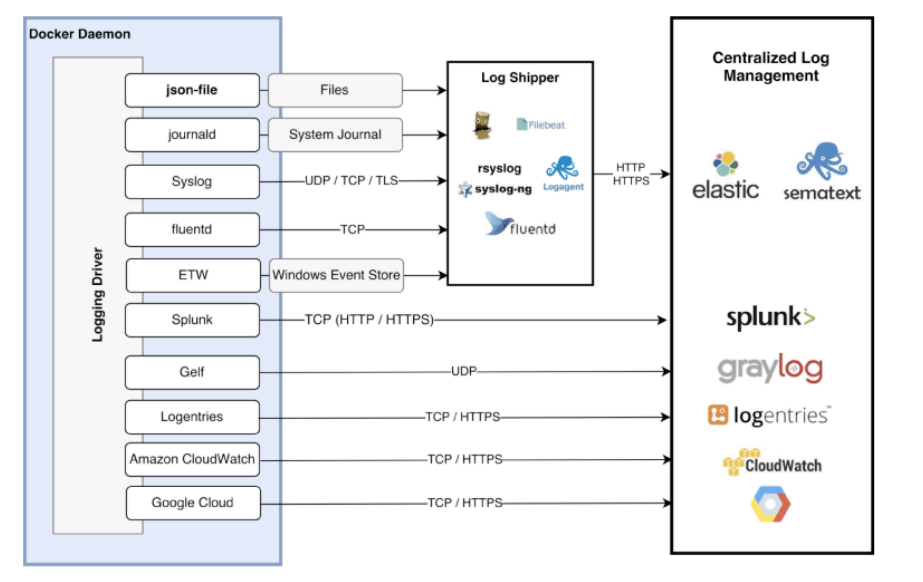 Docker Daemon
Logging Driver
json-file
Files
journald
System Journal
Syslog
UDP / TCP / TLS
fluentd
TCP
ETW
Windows Event Store
Splunk
TCP (HTTP / HTTPS)
Gelf
UDP
Logentries
TCP / HTTPS
Amazon CloudWatch
TCP / HTTPS
Google Cloud
TCP / HTTPS
Log Shipper
Filebeat
rsyslog
syslog-ng
Logagent
fluentd
HTTP
HTTPS
Centralized Log
Management
elastic
sematext
splunk>
graylog
logentries™
CloudWatch